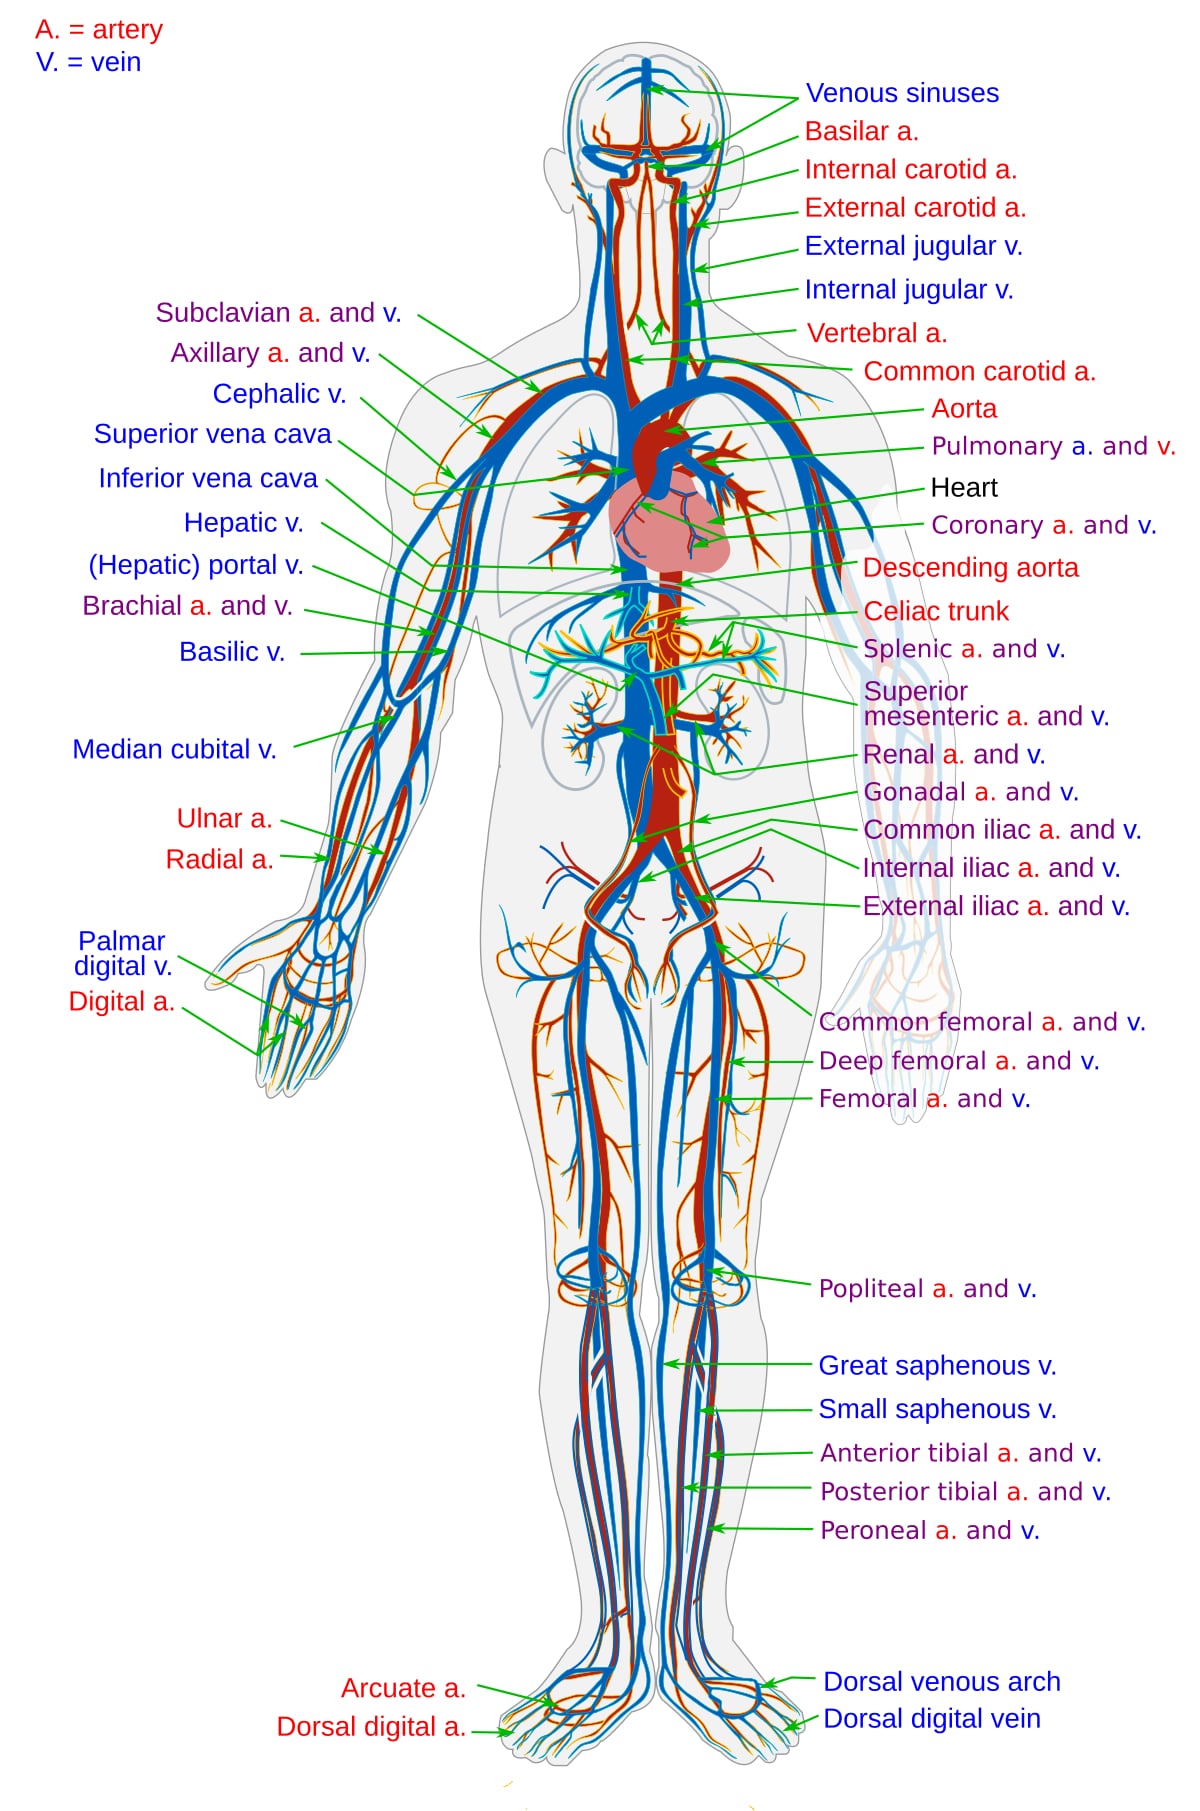 A. = artery
V. = vein
Venous sinuses
Basilar a.
Internal carotid a.
External carotid a.
External jugular v.
Internal jugular v.
Vertebral a.
Common carotid a.
Aorta
Pulmonary a. and v.
Heart
Coronary a. and v.
Descending aorta
Celiac trunk
Splenic a. and v.
Superior
mesenteric a. and v.
Renal a. and v.
Gonadal a. and v.
Common iliac a. and v.
Internal iliac a. and v.
External iliac a. and v.
Common femoral a. and v.
Deep femoral a. and v.
Femoral a. and v.
Popliteal a. and v.
Great saphenous v.
Small saphenous v.
Anterior tibial a. and v.
Posterior tibial a. and v.
Peroneal a. and v.
Dorsal venous arch
Dorsal digital vein
Subclavian a. and v.
Axillary a. and v.
Cephalic v.
Superior vena cava
Inferior vena cava
Hepatic v.
(Hepatic) portal v.
Brachial a. and v.
Basilic v.
Median cubital v.
Ulnar a.
Radial a.
Palmar
digital v.
Digital a.
Arcuate a.
Dorsal digital a.